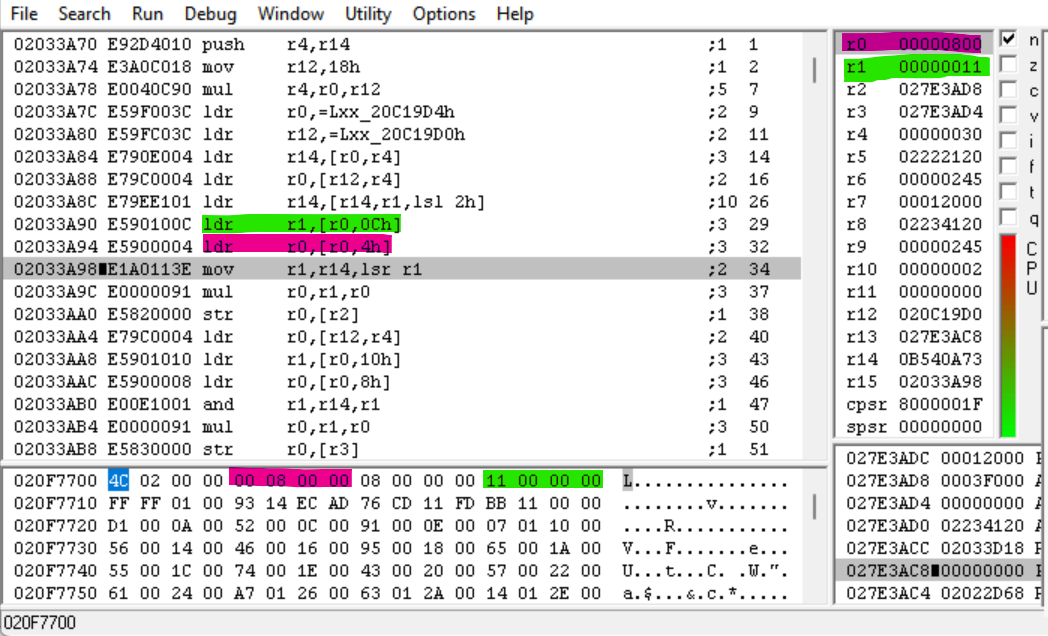 File Search Run Debug Window Utility Options Help
02033A70 E92D4010 push r4,r14 ;1 1
02033A74 E3A0C018 mov r12,18h ;1 2
02033A78 E0040C90 mul r4,r0,r12 ;5 7
02033A7C E59F003C ldr r0,=Lxx_20C19D4h ;2 9
02033A80 E59FC03C ldr r12,=Lxx_20C19D0h ;2 11
02033A84 E790E004 ldr r14,[r0,r4] ;3 14
02033A88 E79C0004 ldr r0,[r12,r4] ;2 16
02033A8C E79EE101 ldr r14,[r14,r1,lsl 2h] ;10 26
02033A90 E590100C ldr r1,[r0,0Ch] ;3 29
02033A94 E5900004 ldr r0,[r0,4h] ;3 32
02033A98 E1A0113E mov r1,r14,lsr r1 ;2 34
02033A9C E0000091 mul r0,r1,r0 ;3 37
02033AA0 E5820000 str r0,[r2] ;1 38
02033AA4 E79C0004 ldr r0,[r12,r4] ;2 40
02033AA8 E5901010 ldr r1,[r0,10h] ;3 43
02033AAC E5900008 ldr r0,[r0,8h] ;3 46
02033AB0 E00E1001 and r1,r14,r1 ;1 47
02033AB4 E0000091 mul r0,r1,r0 ;3 50
02033AB8 E5830000 str r0,[r3] ;1 51
r0 00000800 n
r1 00000011 z
r2 027E3AD8 c
r3 027E3AD4 v
r4 00000030 i
r5 02222120 f
r6 00000245 t
r7 00012000 q
r8 02234120
r9 00000245 C
r10 00000002 P
r11 00000000 U
r12 020C19D0
r13 027E3AC8
r14 0B540A73
r15 02033A98
cpsr 8000001F
spsr 00000000
020F7700 4C 02 00 00 00 08 00 00 08 00 00 00 11 00 00 00 L...............
020F7710 FF FF 01 00 93 14 EC AD 76 CD 11 FD BB 11 00 00 ........v.......
020F7720 D1 00 0A 00 52 00 0C 00 91 00 0E 00 07 01 10 00 ....R...........
020F7730 56 00 14 00 46 00 16 00 95 00 18 00 65 00 1A 00 V...F.......e...
020F7740 55 00 1C 00 74 00 1E 00 43 00 20 00 57 00 22 00 U...t...C. .W.".
020F7750 61 00 24 00 A7 01 26 00 63 01 2A 00 14 01 2E 00 a.$...&.c.*.....
027E3ADC 00012000
027E3AD8 0003F000
027E3AD4 00000000
027E3AD0 02234120
027E3ACC 02033D18
027E3AC8 00000000
027E3AC4 02022D68
020F7700